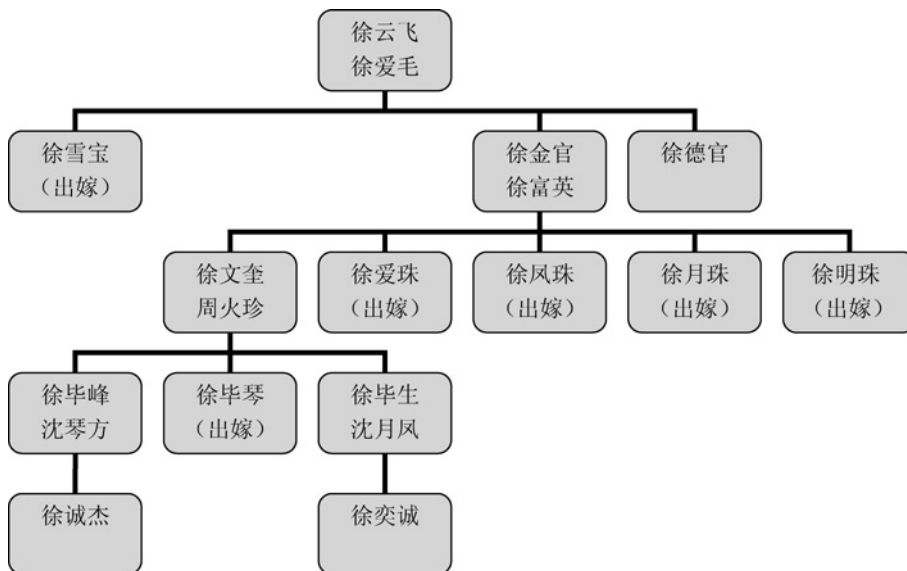 徐云飞
徐爱毛
徐雪宝
（出嫁）
徐金官
徐富英
徐德官
徐文奎
周火珍
徐爱珠
（出嫁）
徐凤珠
（出嫁）
徐月珠
（出嫁）
徐明珠
（出嫁）
徐毕峰
沈琴方
徐毕琴
（出嫁）
徐毕生
沈月凤
徐诚杰
徐奕诚